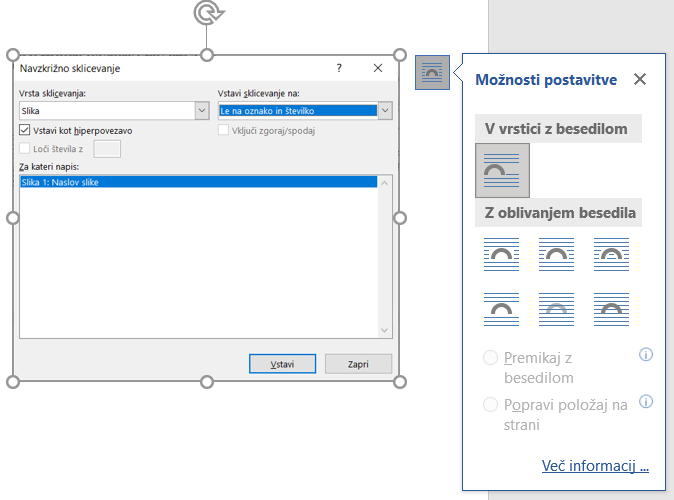 Navzkrižno sklicevanje
Vrsta sklicevanja:
Slika
Vstavi sklicevanje na:
Le na oznako in številko
Vstavi kot hiperpovezavo
Vključi zgoraj/spodaj
Loči števila z
Za kateri napis:
Slika 1: Naslov slike
Vstavi
Zapri
Možnosti postavitve
V vrstici z besedilom
Z oblivanjem besedila
Premikaj z
besedilom
Popravi položaj na
strani
Več informacij ...